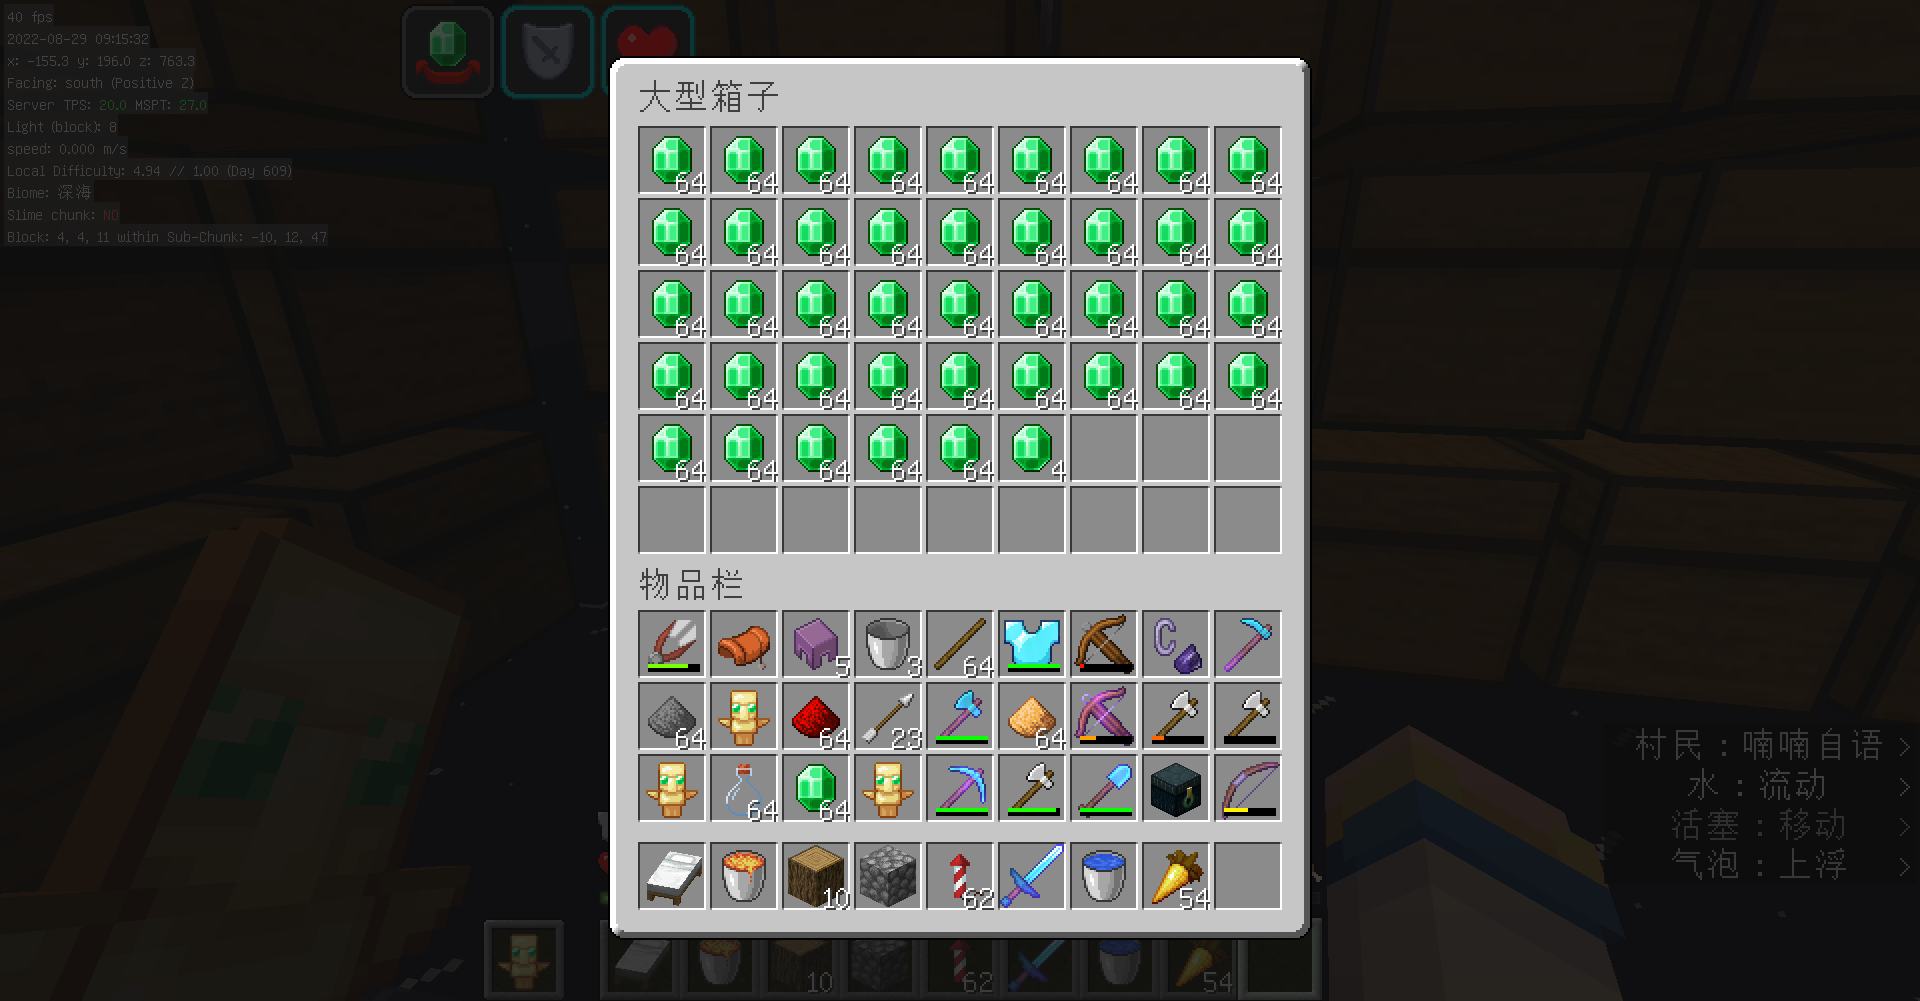 40 fps
2022-08-29 09:15:32
x: -155.3 y: 196.0 z: 763.3
Facing: south (Positive Z)
Server TPS: 20.0 MSPT: 27.0
Light (block): 8
speed: 0.000 m/s
Local Difficulty: 4.94 // 1.00 (Day 609)
Biome: 深海
Slime chunk: NO
Block: 4, 4, 11 within Sub-Chunk: -10, 12, 47
大型箱子
64 64 64 64 64 64 64 64 64
64 64 64 64 64 64 64 64 64
64 64 64 64 64 64 64 64 64
64 64 64 64 64 64 64 64 64
64 64 64 64 64 4
物品栏
5 3 64
64 64 23 64
64 64
10 62 54
村民：喃喃自语 >
水：流动 >
活塞：移动 >
气泡：上浮 >
10 62 54